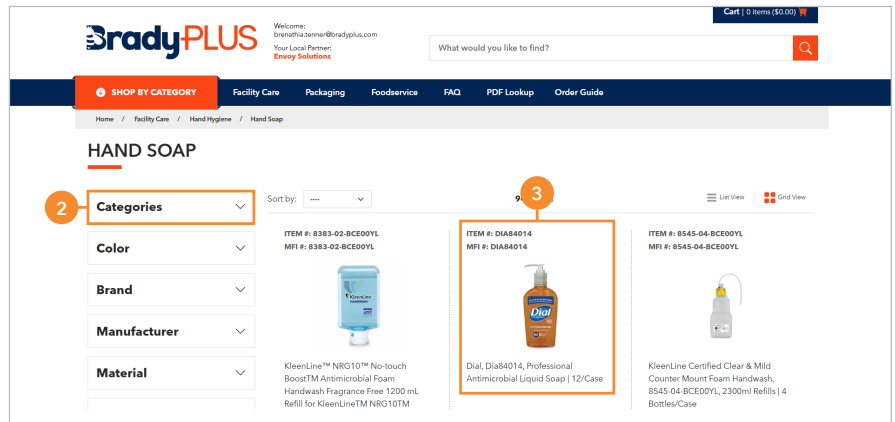 Cart | 0 items ($0.00)
BradyPLUS
Welcome:
brenathia.tenner@bradyplus.com
Your Local Partner:
Envoy Solutions
What would you like to find?
SHOP BY CATEGORY Facility Care Packaging Foodservice FAQ PDF Lookup Order Guide
Home / Facility Care / Hand Hygiene / Hand Soap
HAND SOAP
2
Categories
Color
Brand
Manufacturer
Material
Sort by: ----
3
List View
Grid View
ITEM #: 8383-02-BCE00YL
MFI #: 8383-02-BCE00YL
KleenLine
HANDWASH
KleenLine™ NRG10™ No-touch
BoostTM Antimicrobial Foam
Handwash Fragrance Free 1200 mL
Refill for KleenLineTM NRG10TM
ITEM #: DIA84014
MFI #: DIA84014
Dial
Dial, Dia84014, Professional
Antimicrobial Liquid Soap | 12/Case
ITEM #: 8545-04-BCE00YL
MFI #: 8545-04-BCE00YL
KleenLine Certified Clear & Mild
Counter Mount Foam Handwash,
8545-04-BCE00YL, 2300ml Refills | 4
Bottles/Case